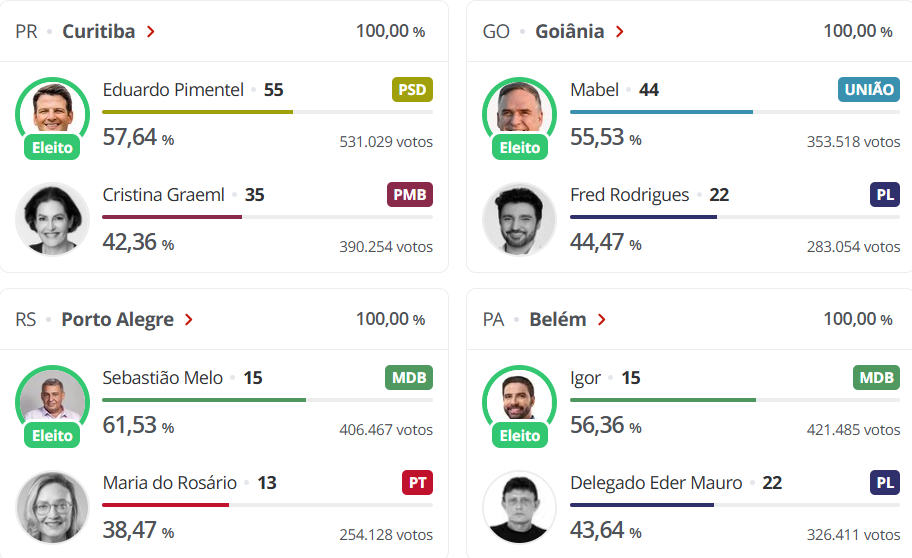 PR • Curitiba > 100,00 %
Eduardo Pimentel • 55 PSD
Eleito
57,64 % 531.029 votos
Cristina Graeml • 35 PMB
42,36 % 390.254 votos
GO • Goiânia > 100,00 %
Mabel • 44 UNIÃO
Eleito
55,53 % 353.518 votos
Fred Rodrigues • 22 PL
44,47 % 283.054 votos
RS • Porto Alegre > 100,00 %
Sebastião Melo • 15 MDB
Eleito
61,53 % 406.467 votos
Maria do Rosário • 13 PT
38,47 % 254.128 votos
PA • Belém > 100,00 %
Igor • 15 MDB
Eleito
56,36 % 421.485 votos
Delegado Eder Mauro • 22 PL
43,64 % 326.411 votos